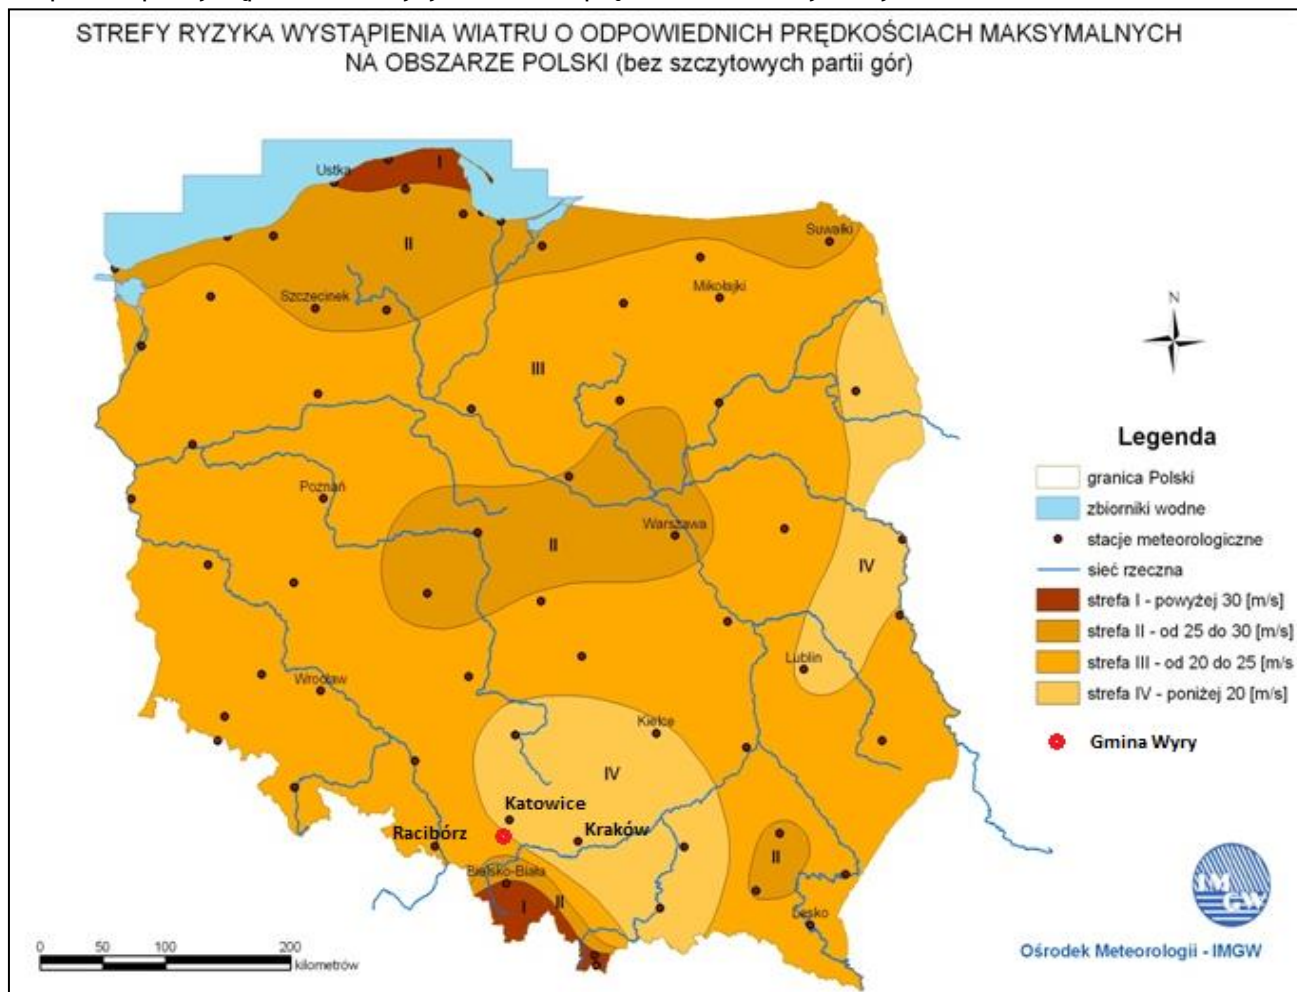 STREFY RYZYKA WYSTĄPIENIA WIATRU O ODPOWIEDNICH PRĘDKOŚCIACH MAKSYMALNYCH
NA OBSZARZE POLSKI (bez szczytowych partii gór)
Ustka
I
II
Suwałki
Szczecinek
Mikołajki
N
III
Poznań
Warszawa
II
IV
Lublin
Wrocław
Kielce
IV
Katowice
Racibórz
Kraków
II
Bielsko-Biała
I
II
Lesko
Legenda
granica Polski
zbiorniki wodne
stacje meteorologiczne
sieć rzeczna
strefa I - powyżej 30 [m/s]
strefa II - od 25 do 30 [m/s]
strefa III - od 20 do 25 [m/s
strefa IV - poniżej 20 [m/s]
Gmina Wyry
IM
GW
Ośrodek Meteorologii - IMGW
0 50 100 200
kilometrów